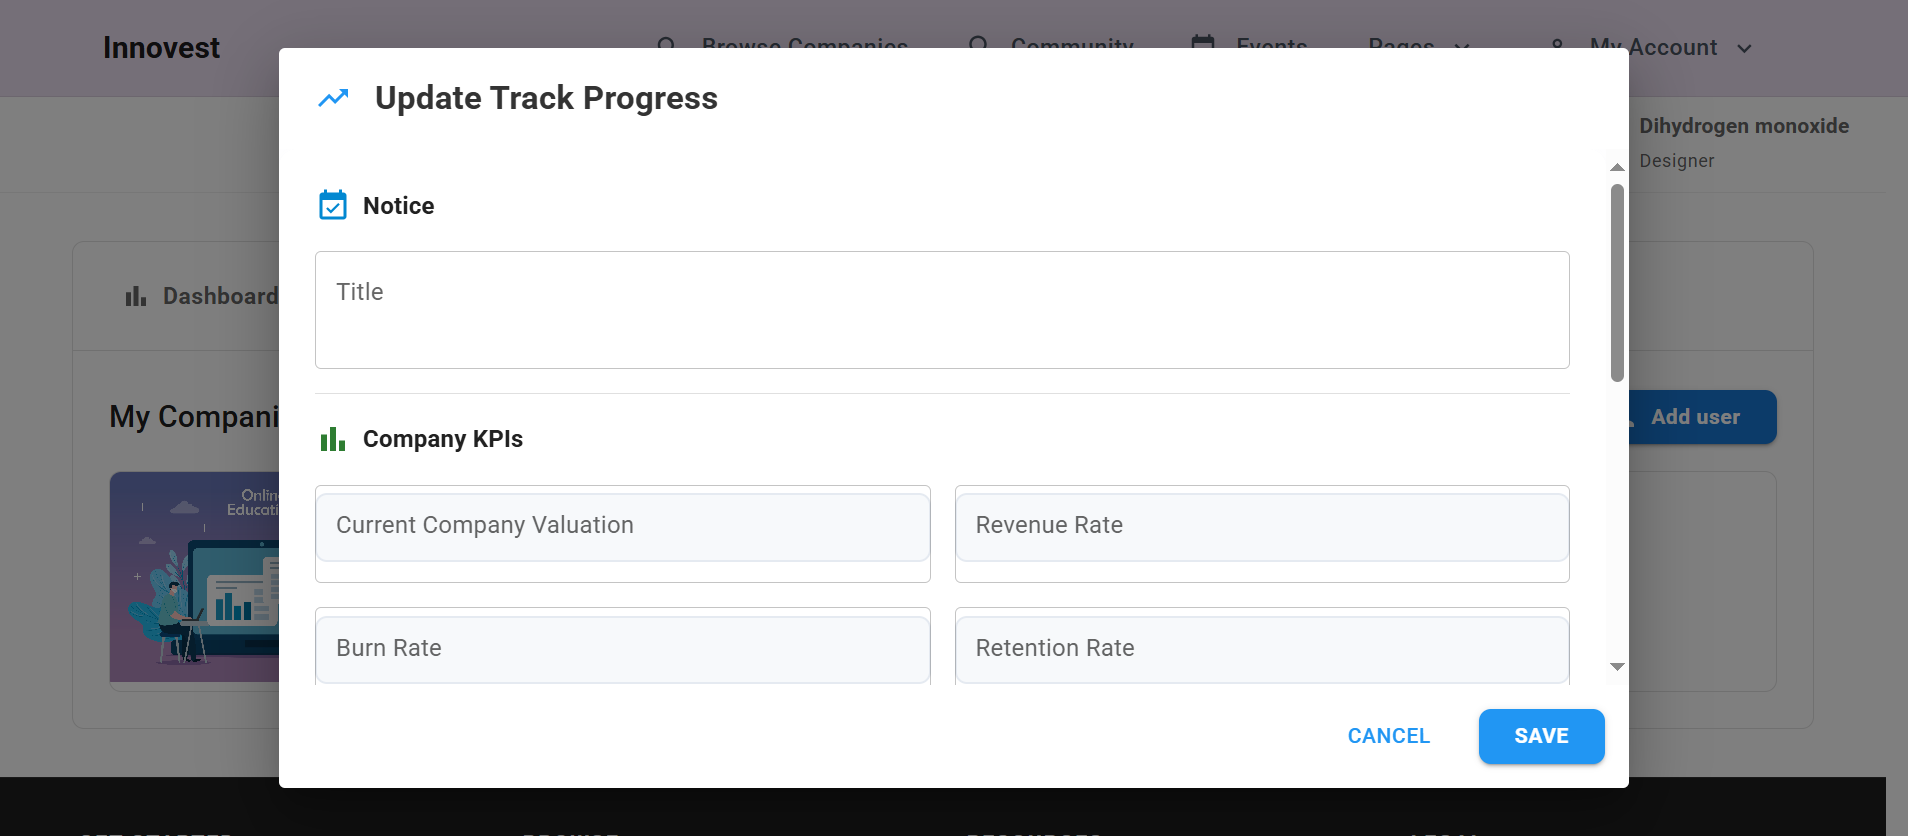 Innovest
Browse Companies
Community
Events
Pages
My Account
Update Track Progress
Dihydrogen monoxide
Designer
Notice
Title
Dashboard
My Compani
Add user
Company KPIs
Online
Educati
Current Company Valuation
Revenue Rate
Burn Rate
Retention Rate
CANCEL
SAVE